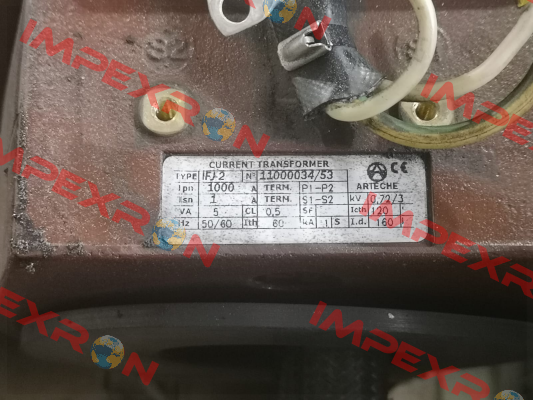 S2
CURRENT TRANSFORMER
TYPE IFJ-2 Nº 11000034/53
Ipn 1000 A TERM. P1-P2
Isn 1 A TERM. S1-S2
VA 5 CL 0,5 Sf
Hz 50/60 Ith 60 kA 1 S
ARTECHE
CE
kV 0,72/3
Icth 120
I.d. 160
IMPEXRON
IMPEXRON
IMPEXRON
IMPEXRON